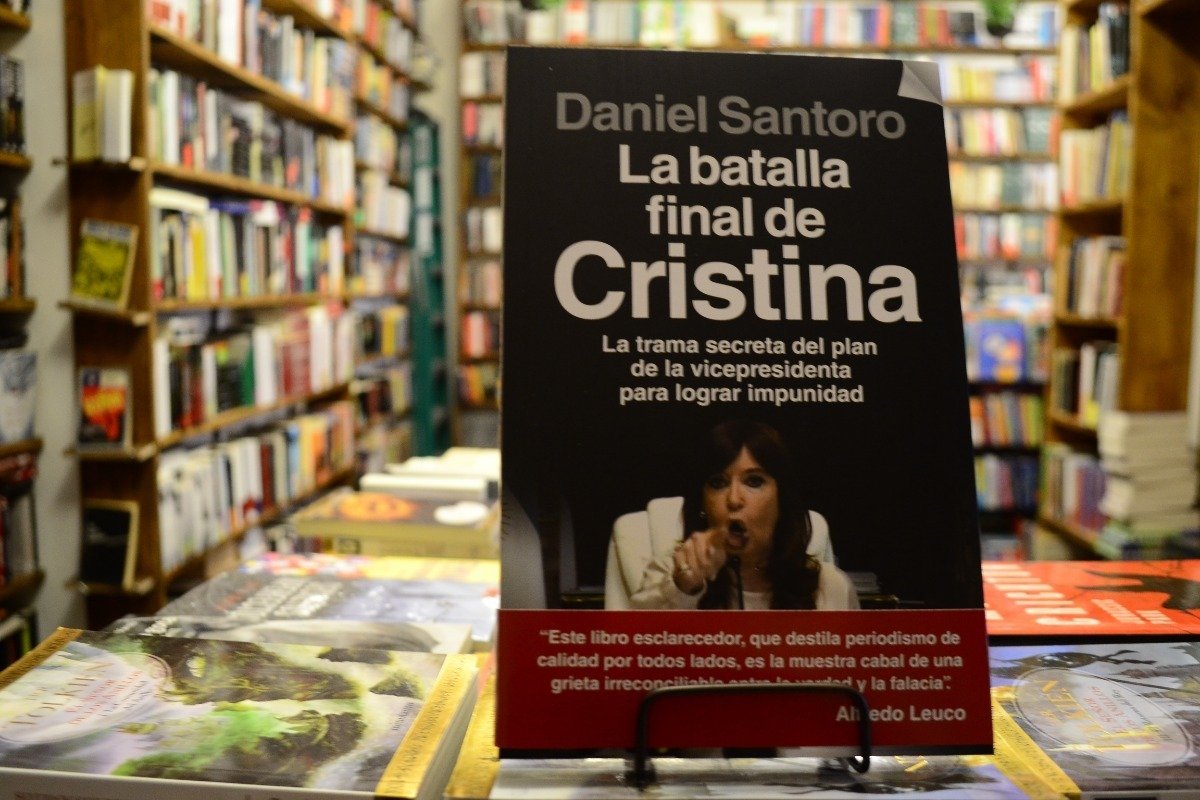 Daniel Santoro
La batalla
final de
Cristina
La trama secreta del plan
de la vicepresidenta
para lograr impunidad
“Este libro esclarecedor, que destila periodismo de
calidad por todos lados, es la muestra cabal de una
grieta irreconciliable entre la verdad y la falacia”.
Alfredo Leuco